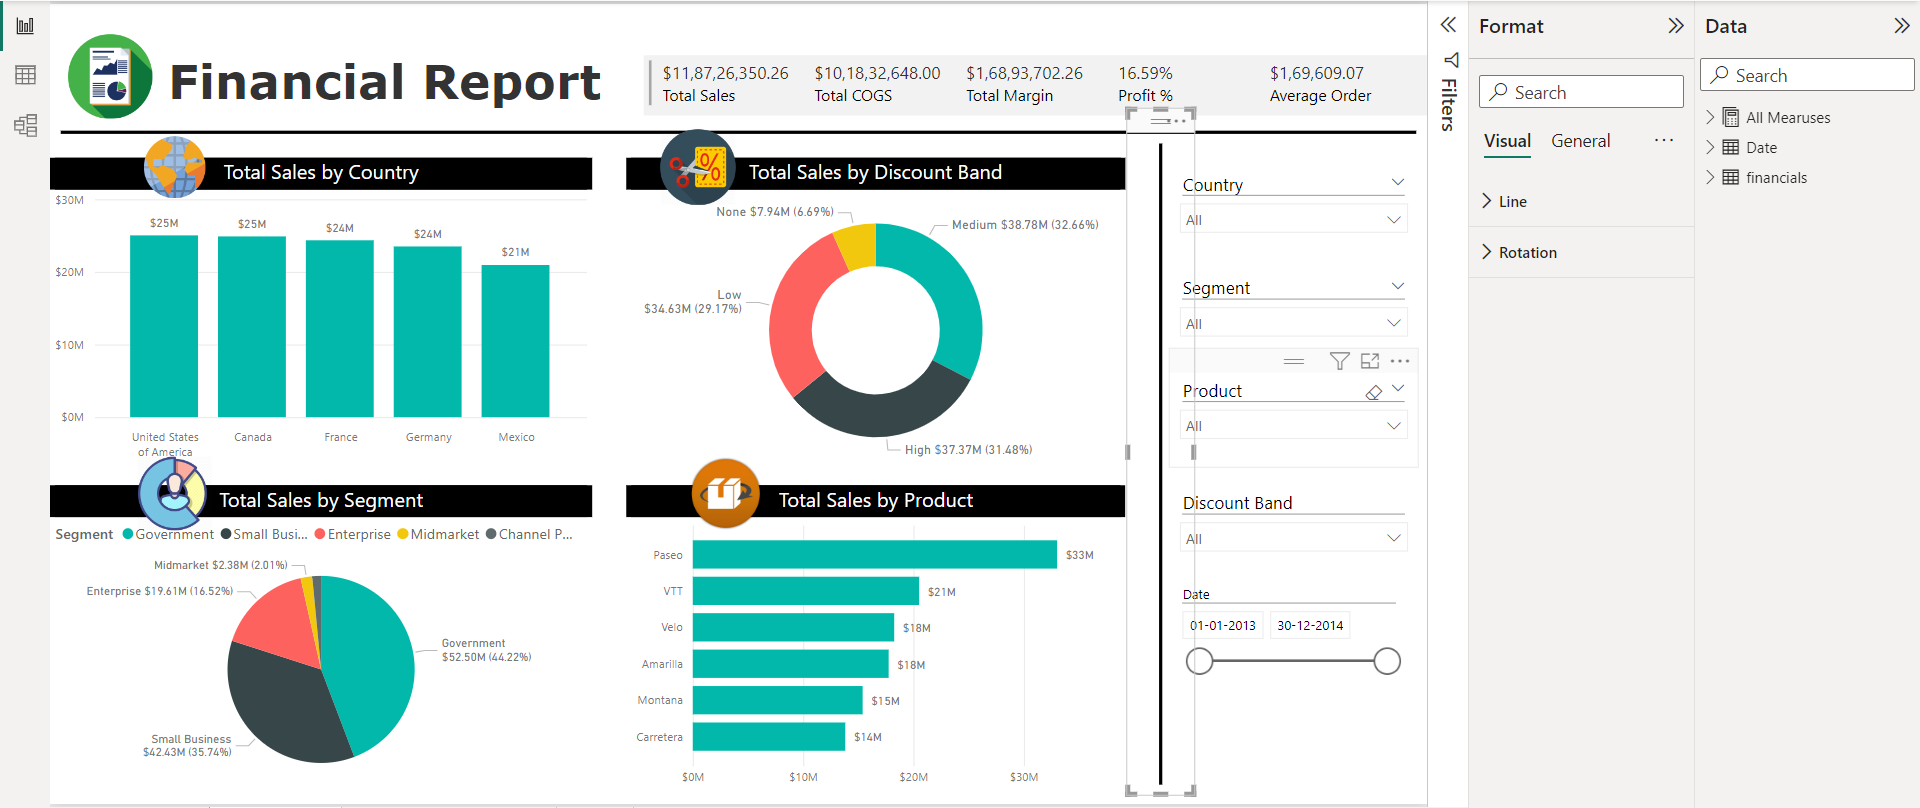 Financial Report
$11,87,26,350.26
Total Sales
$10,18,32,648.00
Total COGS
$1,68,93,702.26
Total Margin
16.59%
Profit %
$1,69,609.07
Average Order
Total Sales by Country
$30M
$20M
$10M
$0M
$25M
$25M
$24M
$24M
$21M
United States
of America
Canada
France
Germany
Mexico
Total Sales by Discount Band
None $7.94M (6.69%)
Medium $38.78M (32.66%)
Low
$34.63M (29.17%)
High $37.37M (31.48%)
Total Sales by Segment
Segment Government Small Busi... Enterprise Midmarket Channel P...
Midmarket $2.38M (2.01%)
Enterprise $19.61M (16.52%)
Government
$52.50M (44.22%)
Small Business
$42.43M (35.74%)
Total Sales by Product
Paseo $33M
VTT $21M
Velo $18M
Amarilla $18M
Montana $15M
Carretera $14M
$0M $10M $20M $30M
Country
All
Segment
All
Product
All
Discount Band
All
Date
01-01-2013 30-12-2014
Filters
Format
Search
Visual General
Line
Rotation
Data
Search
All Mearuses
Date
financials